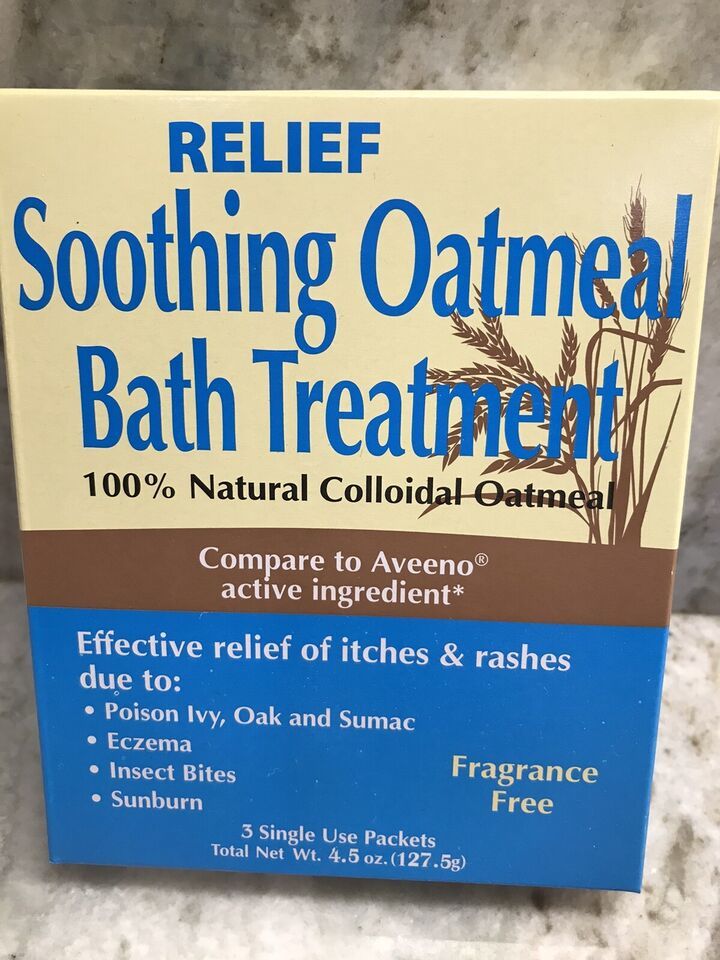 RELIEF
Soothing Oatmeal
Bath Treatment
100% Natural Colloidal Oatmeal
Compare to Aveeno®
active ingredient*
Effective relief of itches & rashes
due to:
• Poison Ivy, Oak and Sumac
• Eczema
• Insect Bites
• Sunburn
Fragrance
Free
3 Single Use Packets
Total Net Wt. 4.5 oz. (127.5g)